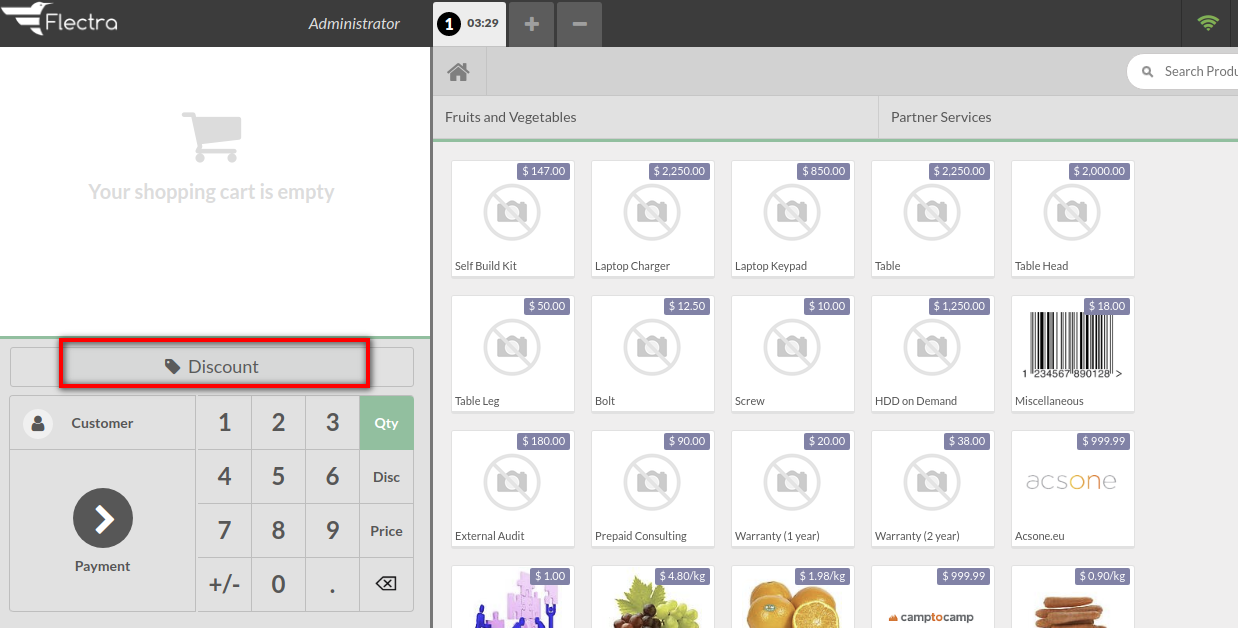 Flectra
Administrator
1 03:29
Search Produ
Fruits and Vegetables
Partner Services
Your shopping cart is empty
$ 147.00
$ 2,250.00
$ 850.00
$ 2,250.00
$ 2,000.00
Self Build Kit
Laptop Charger
Laptop Keypad
Table
Table Head
$ 50.00
$ 12.50
$ 10.00
$ 1,250.00
$ 18.00
1 234567 890128 >
Table Leg
Bolt
Screw
HDD on Demand
Miscellaneous
$ 180.00
$ 90.00
$ 20.00
$ 38.00
$ 999.99
acsone
External Audit
Prepaid Consulting
Warranty (1 year)
Warranty (2 year)
Acsone.eu
$ 1.00
$ 4.80/kg
$ 1.98/kg
$ 999.99
$ 0.90/kg
camptocamp
Discount
Customer
1 2 3 Qty
4 5 6 Disc
7 8 9 Price
+/- 0 .
Payment